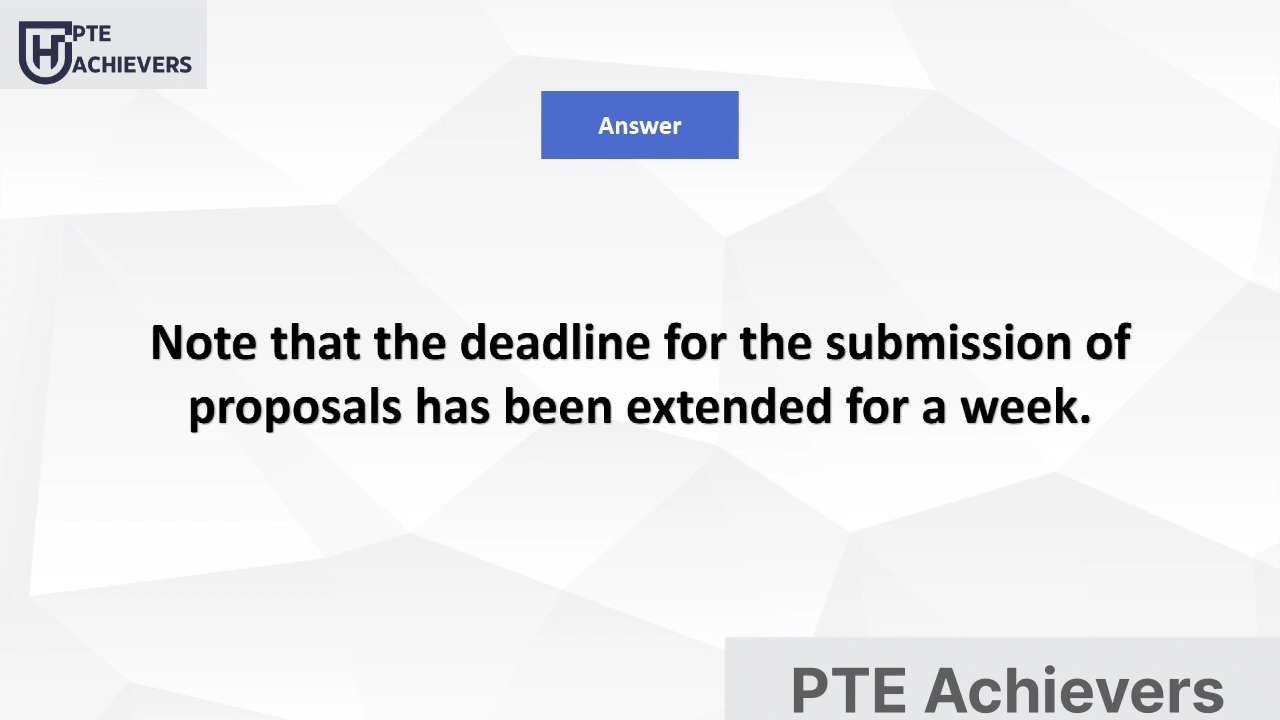 PTE
ACHIEVERS
Answer
Note that the deadline for the submission of
proposals has been extended for a week.
PTE Achievers